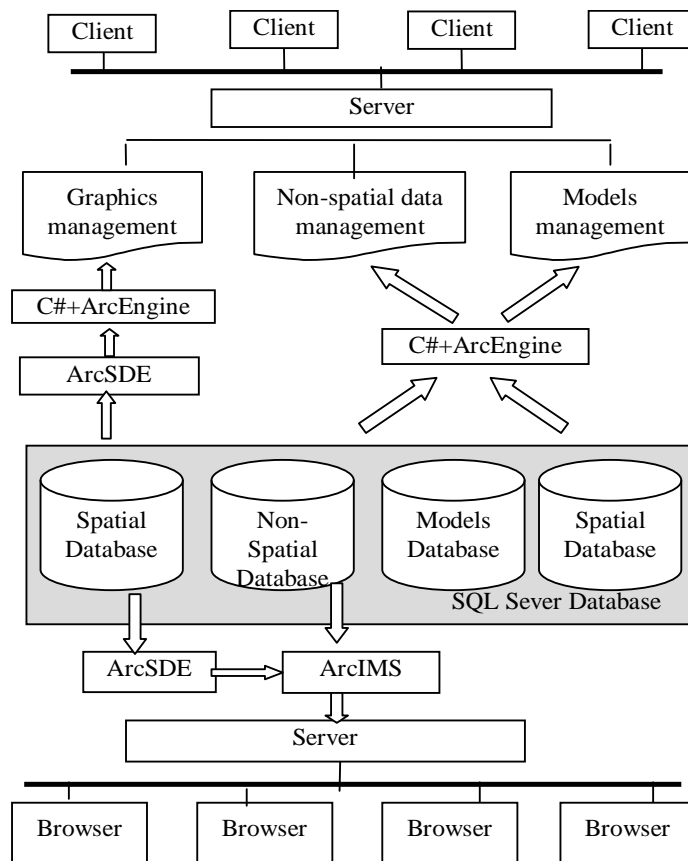 Client
Client
Client
Client
Server
Graphics
management
Non-spatial data
management
Models
management
C#+ArcEngine
C#+ArcEngine
ArcSDE
Spatial
Database
Non-
Spatial
Database
Models
Database
Spatial
Database
SQL Sever Database
ArcSDE
ArcIMS
Server
Browser
Browser
Browser
Browser